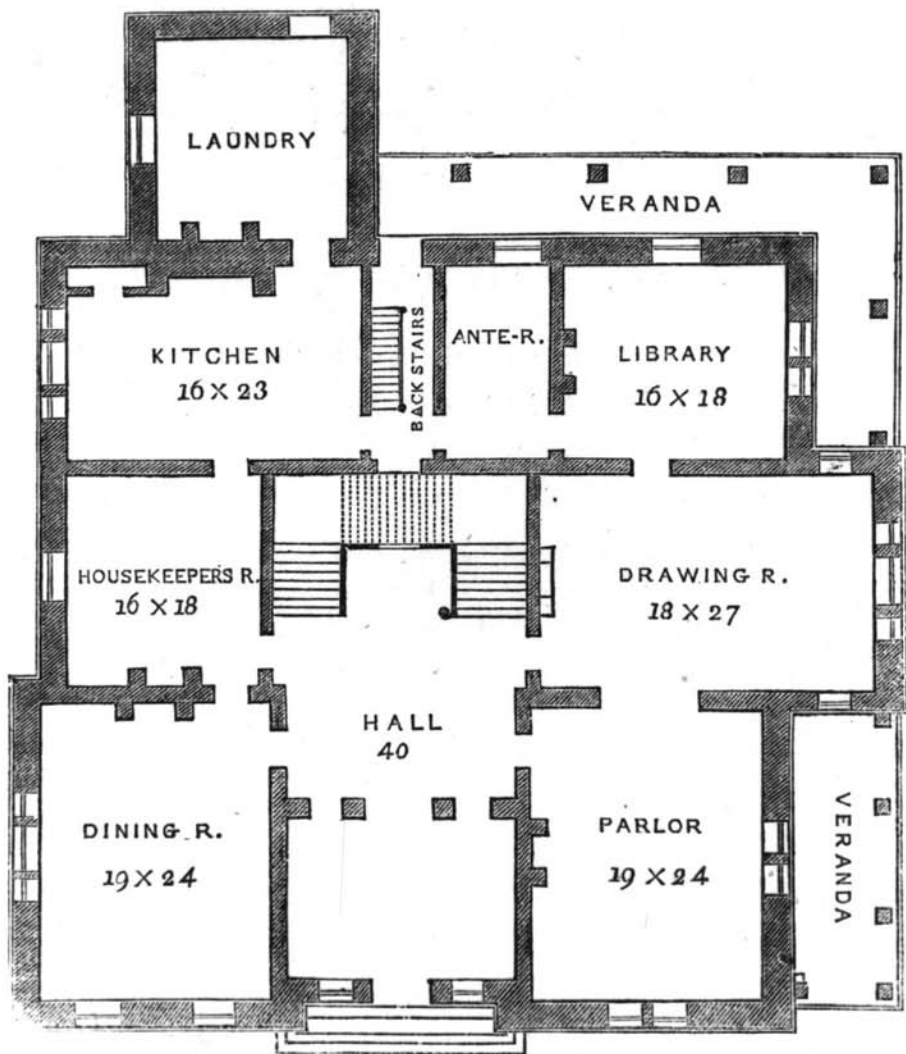 LAUNDRY
VERANDA
KITCHEN
16 × 23
BACK STAIRS
ANTE-R.
LIBRARY
16 × 18
HOUSEKEEPERS R.
16 × 18
DRAWING R.
18 × 27
HALL
40
DINING R.
19 × 24
PARLOR
19 × 24
VERANDA